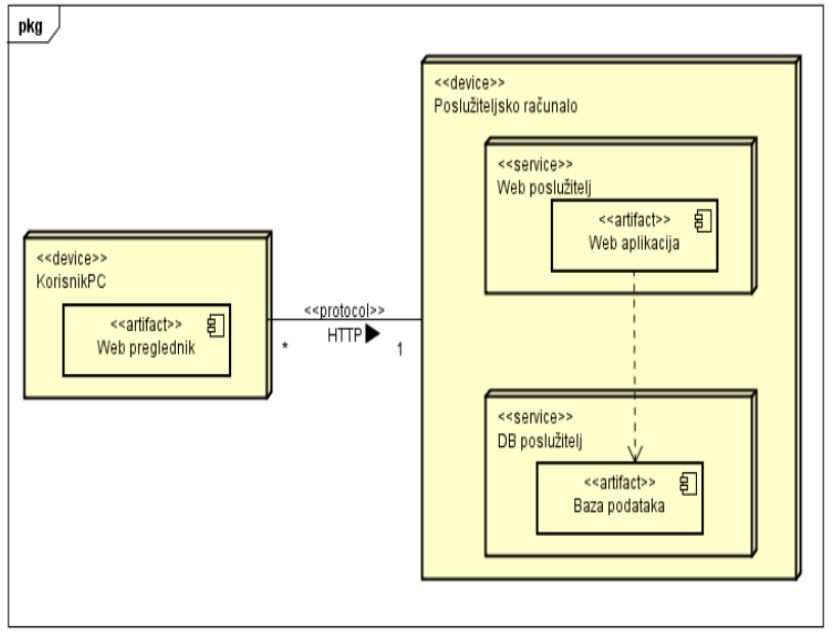 pkg
<<device>>
KorisnikPC
<<artifact>>
Web preglednik
<<protocol>>
HTTP
*
1
<<device>>
Poslužiteljsko računalo
<<service>>
Web poslužitelj
<<artifact>>
Web aplikacija
<<service>>
DB poslužitelj
<<artifact>>
Baza podataka